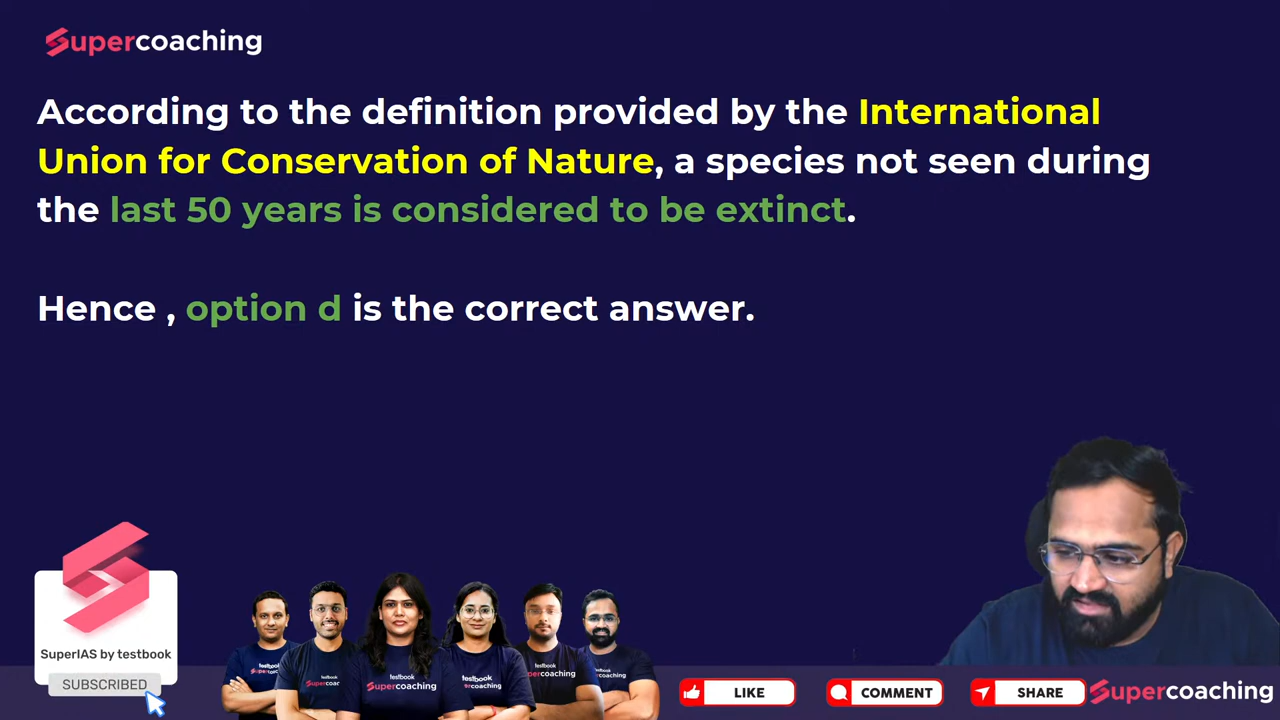 Supercoaching
According to the definition provided by the International
Union for Conservation of Nature, a species not seen during
the last 50 years is considered to be extinct.
Hence , option d is the correct answer.
SuperIAS by testbook
SUBSCRIBED
testbook
Supercoaching
LIKE
COMMENT
SHARE
Supercoaching